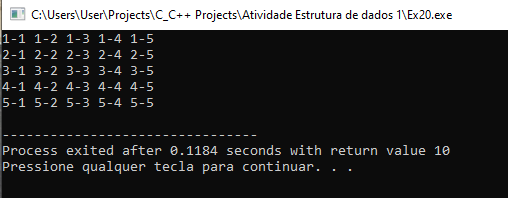 C:\Users\User\Projects\C_C++ Projects\Atividade Estrutura de dados 1\Ex20.exe
1-1 1-2 1-3 1-4 1-5
2-1 2-2 2-3 2-4 2-5
3-1 3-2 3-3 3-4 3-5
4-1 4-2 4-3 4-4 4-5
5-1 5-2 5-3 5-4 5-5
--------------------------------
Process exited after 0.1184 seconds with return value 10
Pressione qualquer tecla para continuar. . .